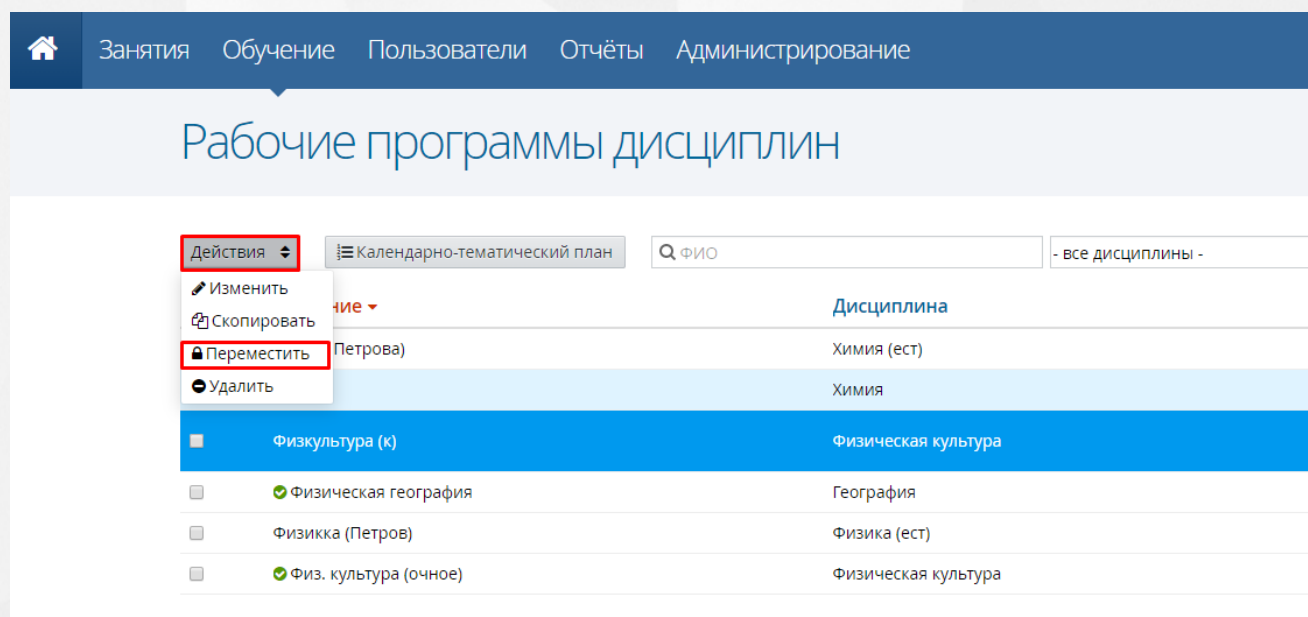 Занятия Обучение Пользователи Отчёты Администрирование
Рабочие программы дисциплин
Действия Календарно-тематический план ФИО - все дисциплины -
Изменить
ние Дисциплина
Скопировать
Переместить Петрова) Химия (ест)
Удалить Химия
Физкультура (к) Физическая культура
Физическая география География
Физикка (Петров) Физика (ест)
Физ. культура (очное) Физическая культура